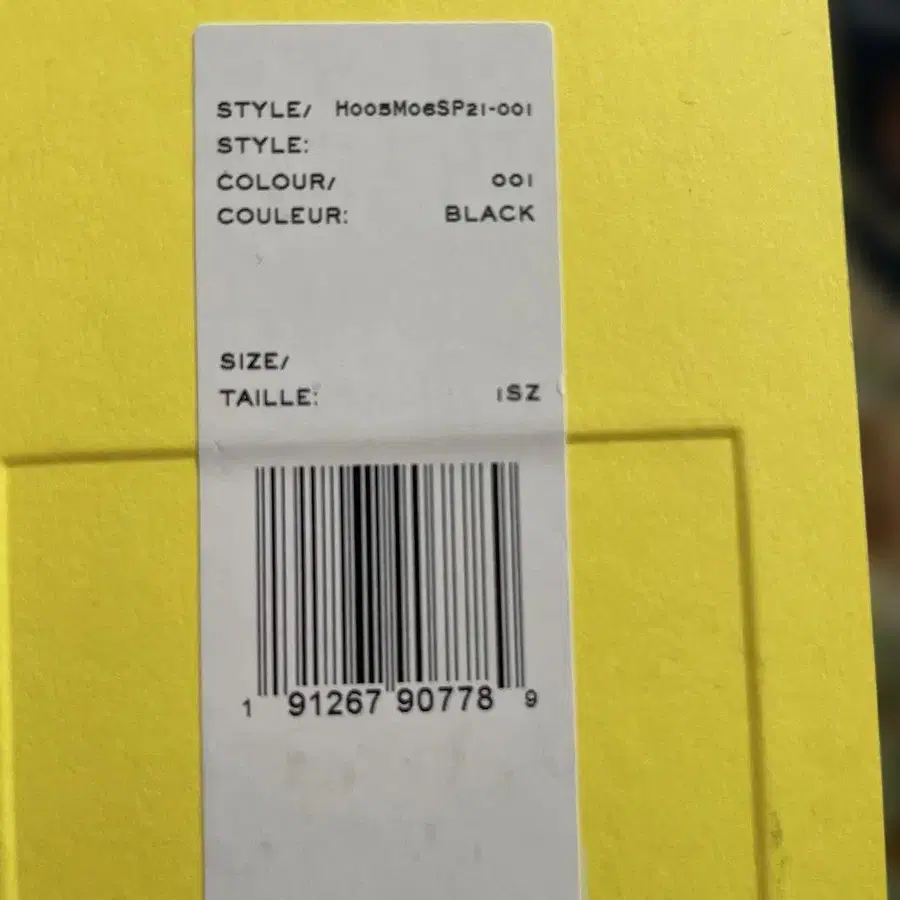 STYLE/ H005M06SP21-001
STYLE:
COLOUR/ 001
COULEUR: BLACK
SIZE/
TAILLE: 1SZ
1 91267 90778 9